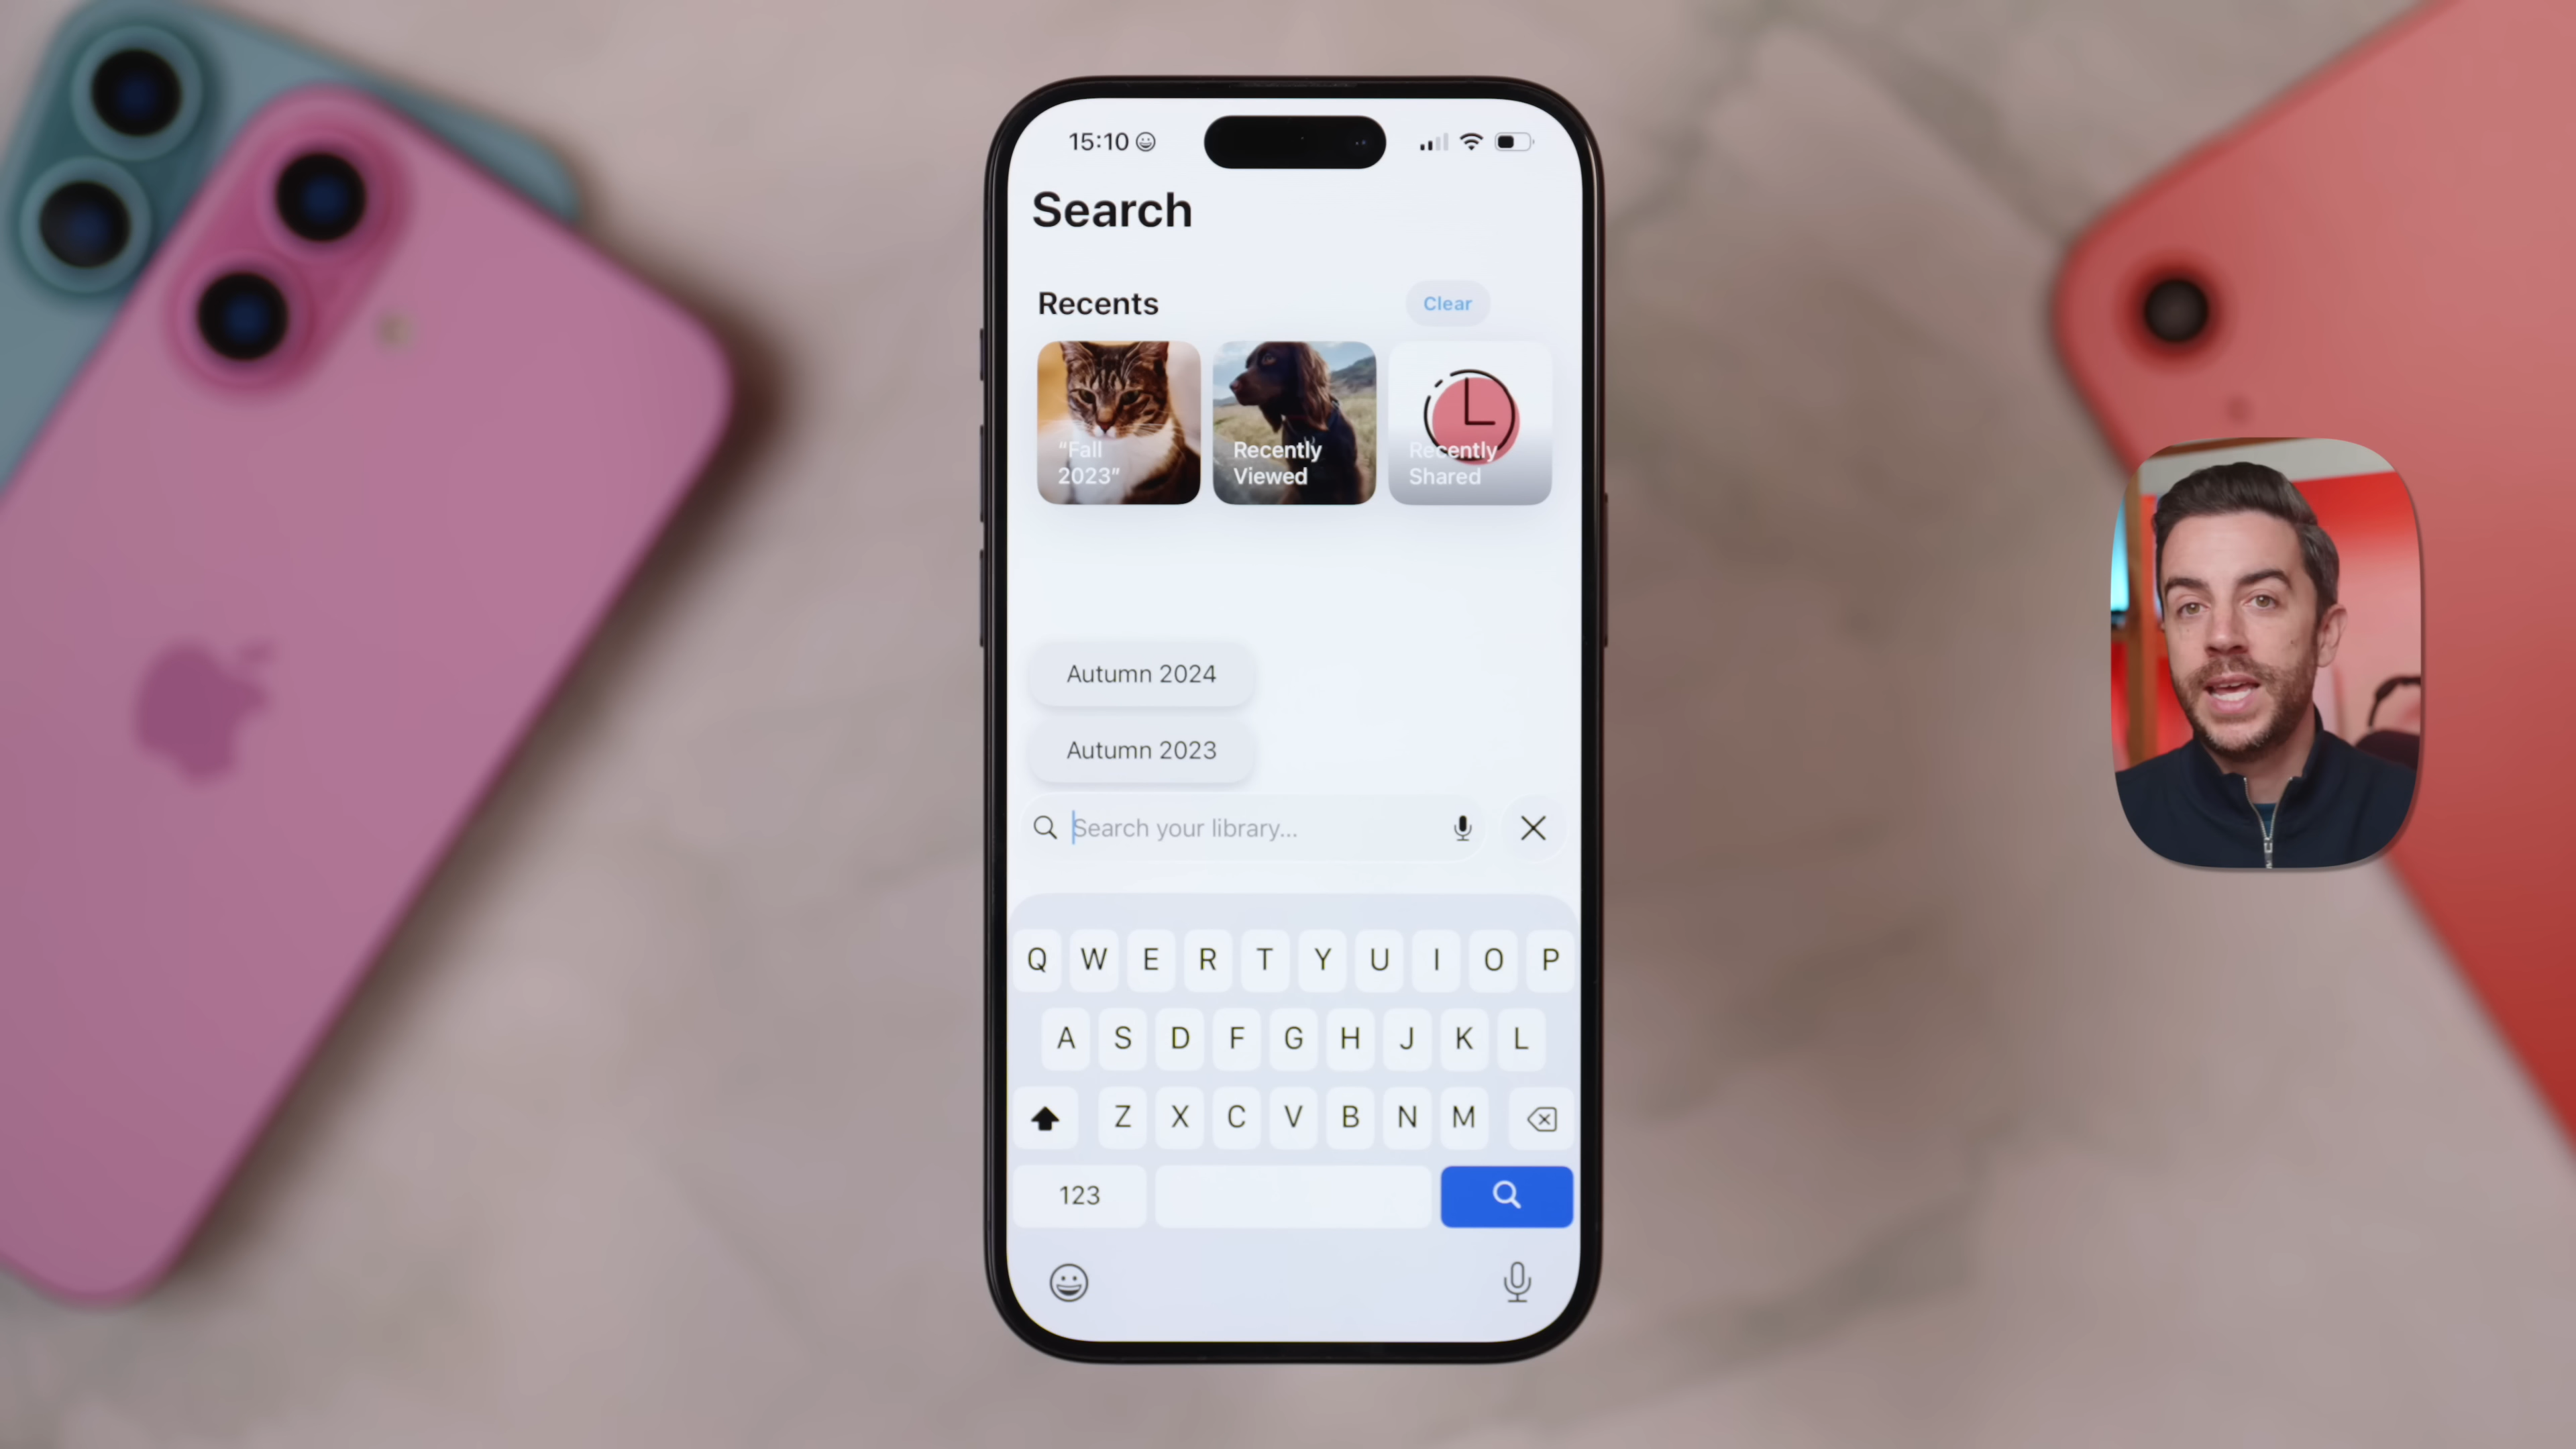 15:10
Search
Recents
Clear
“Fall
2023”
Recently
Viewed
Recently
Shared
Autumn 2024
Autumn 2023
Search your library...
Q W E R T Y U I O P
A S D F G H J K L
Z X C V B N M
123